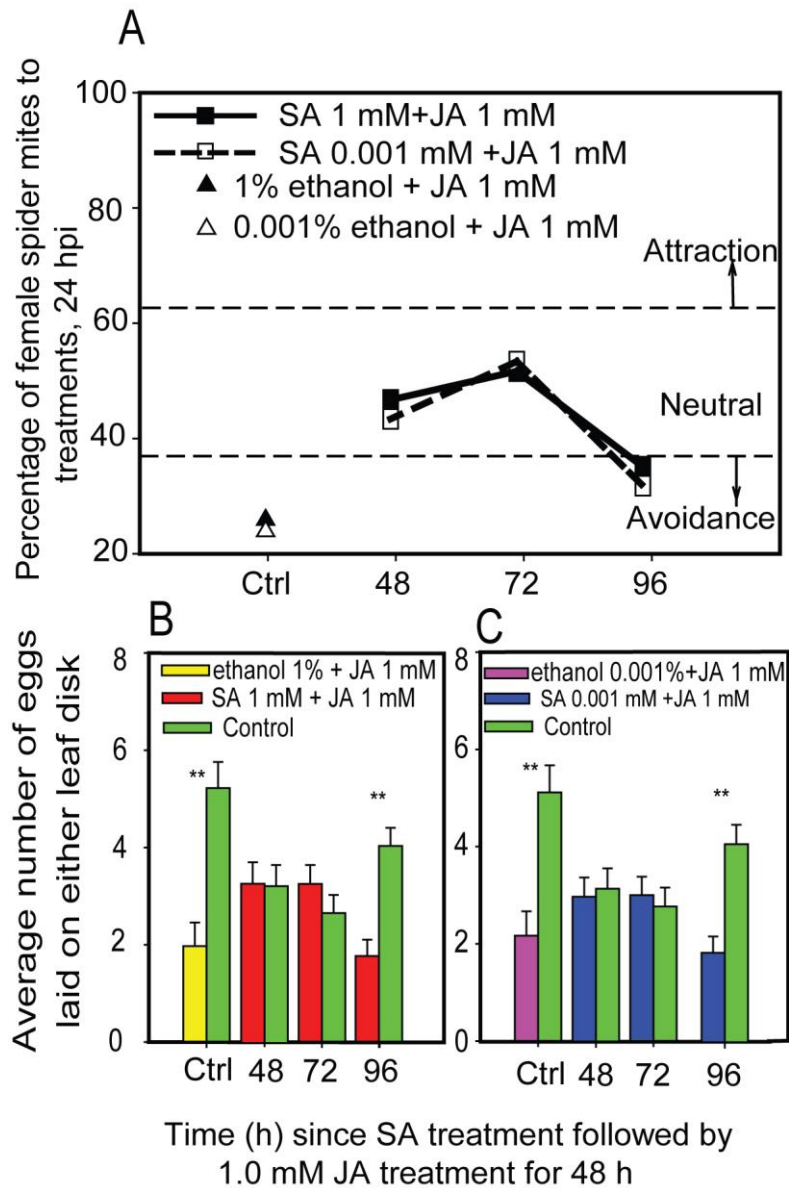 A
Percentage of female spider mites to
treatments, 24 hpi
100
80
60
40
20
SA 1 mM+JA 1 mM
SA 0.001 mM +JA 1 mM
1% ethanol + JA 1 mM
0.001% ethanol + JA 1 mM
Attraction
Neutral
Avoidance
Ctrl 48 72 96
Average number of eggs
laid on either leaf disk
B
8
6
4
2
0
ethanol 1% + JA 1 mM
SA 1 mM + JA 1 mM
Control
**
**
Ctrl 48 72 96
C
8
6
4
2
0
ethanol 0.001%+JA 1 mM
SA 0.001 mM +JA 1 mM
Control
**
**
Ctrl 48 72 96
Time (h) since SA treatment followed by
1.0 mM JA treatment for 48 h